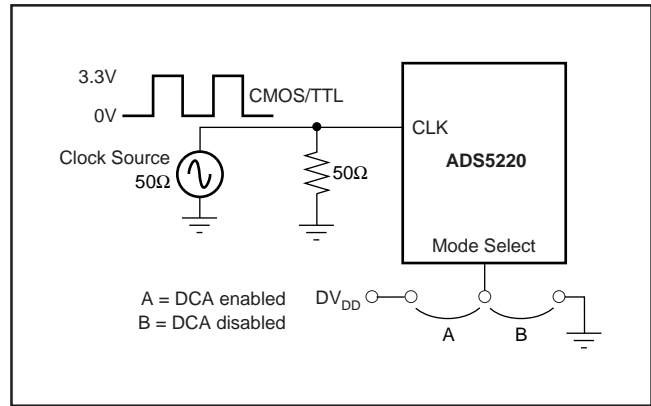 3.3V
CMOS/TTL
0V
CLK
Clock Source
50Ω
50Ω
ADS5220
Mode Select
A = DCA enabled
B = DCA disabled
DVDD
A
B